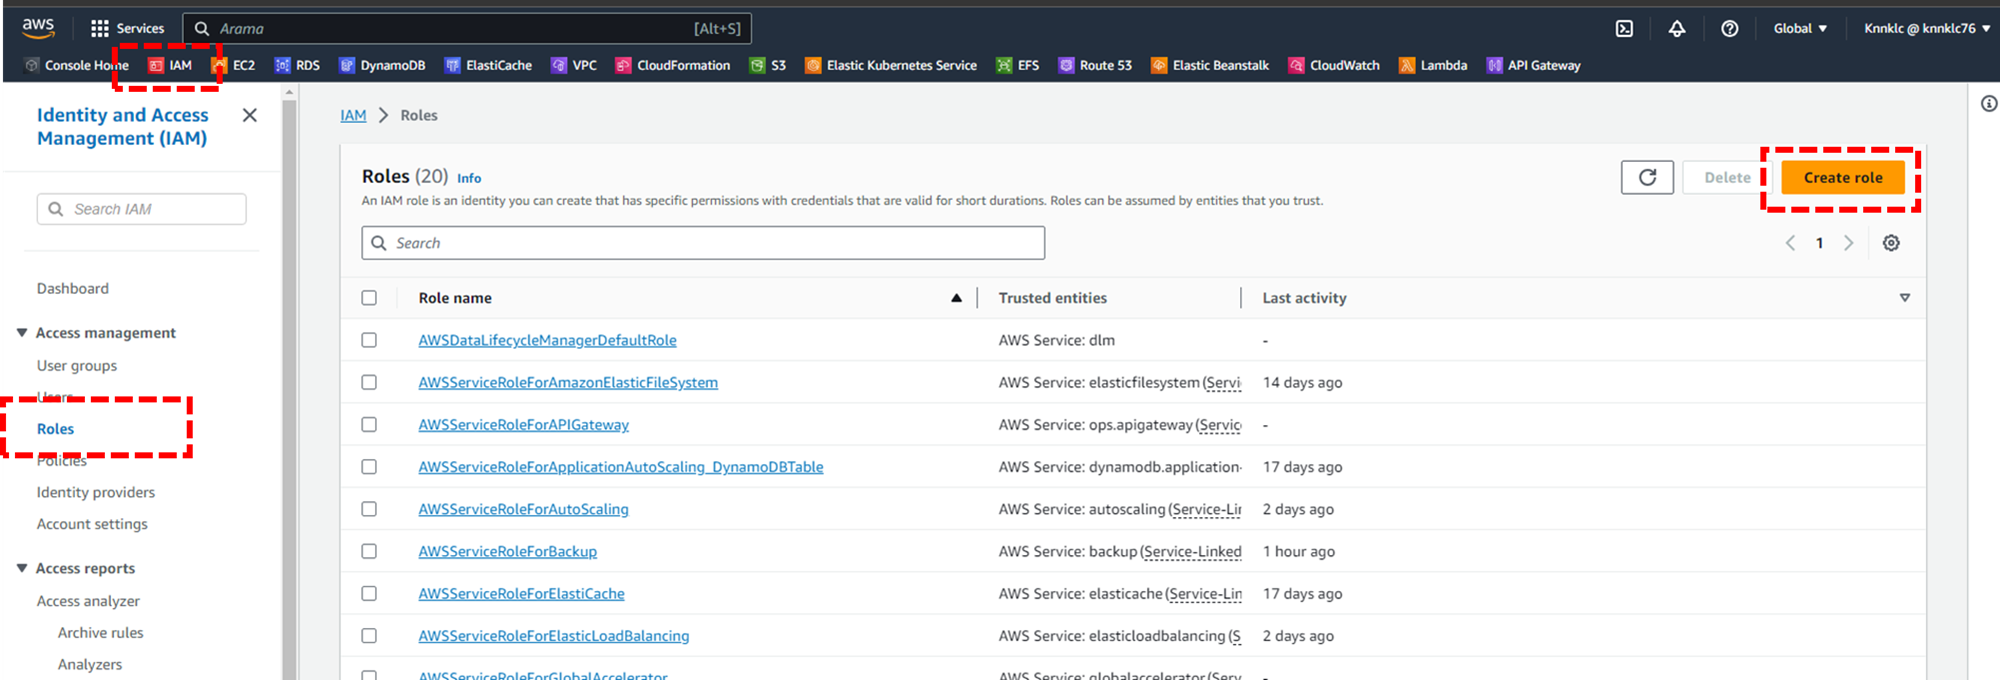 aws Services Arama [Alt+S] Global Knnklc @ knnklc76
Console Home IAM EC2 RDS DynamoDB ElastiCache VPC CloudFormation S3 Elastic Kubernetes Service EFS Route 53 Elastic Beanstalk CloudWatch Lambda API Gateway
Identity and Access
Management (IAM)
Search IAM
Dashboard
Access management
User groups
Users
Roles
Policies
Identity providers
Account settings
Access reports
Access analyzer
Archive rules
Analyzers
IAM > Roles
Roles (20) Info
An IAM role is an identity you can create that has specific permissions with credentials that are valid for short durations. Roles can be assumed by entities that you trust.
Delete
Create role
Search
1
Role name Trusted entities Last activity
AWSDataLifecycleManagerDefaultRole AWS Service: dlm -
AWSServiceRoleForAmazonElasticFileSystem AWS Service: elasticfilesystem (Servi 14 days ago
AWSServiceRoleForAPIGateway AWS Service: ops.apigateway (Servic -
AWSServiceRoleForApplicationAutoScaling_DynamoDBTable AWS Service: dynamodb.application- 17 days ago
AWSServiceRoleForAutoScaling AWS Service: autoscaling (Service-Lin 2 days ago
AWSServiceRoleForBackup AWS Service: backup (Service-Linked 1 hour ago
AWSServiceRoleForElastiCache AWS Service: elasticache (Service-Lin 17 days ago
AWSServiceRoleForElasticLoadBalancing AWS Service: elasticloadbalancing (S 2 days ago
AWSServiceRoleForGlobalAccelerator AWS Service: globalaccelerator (Serv -